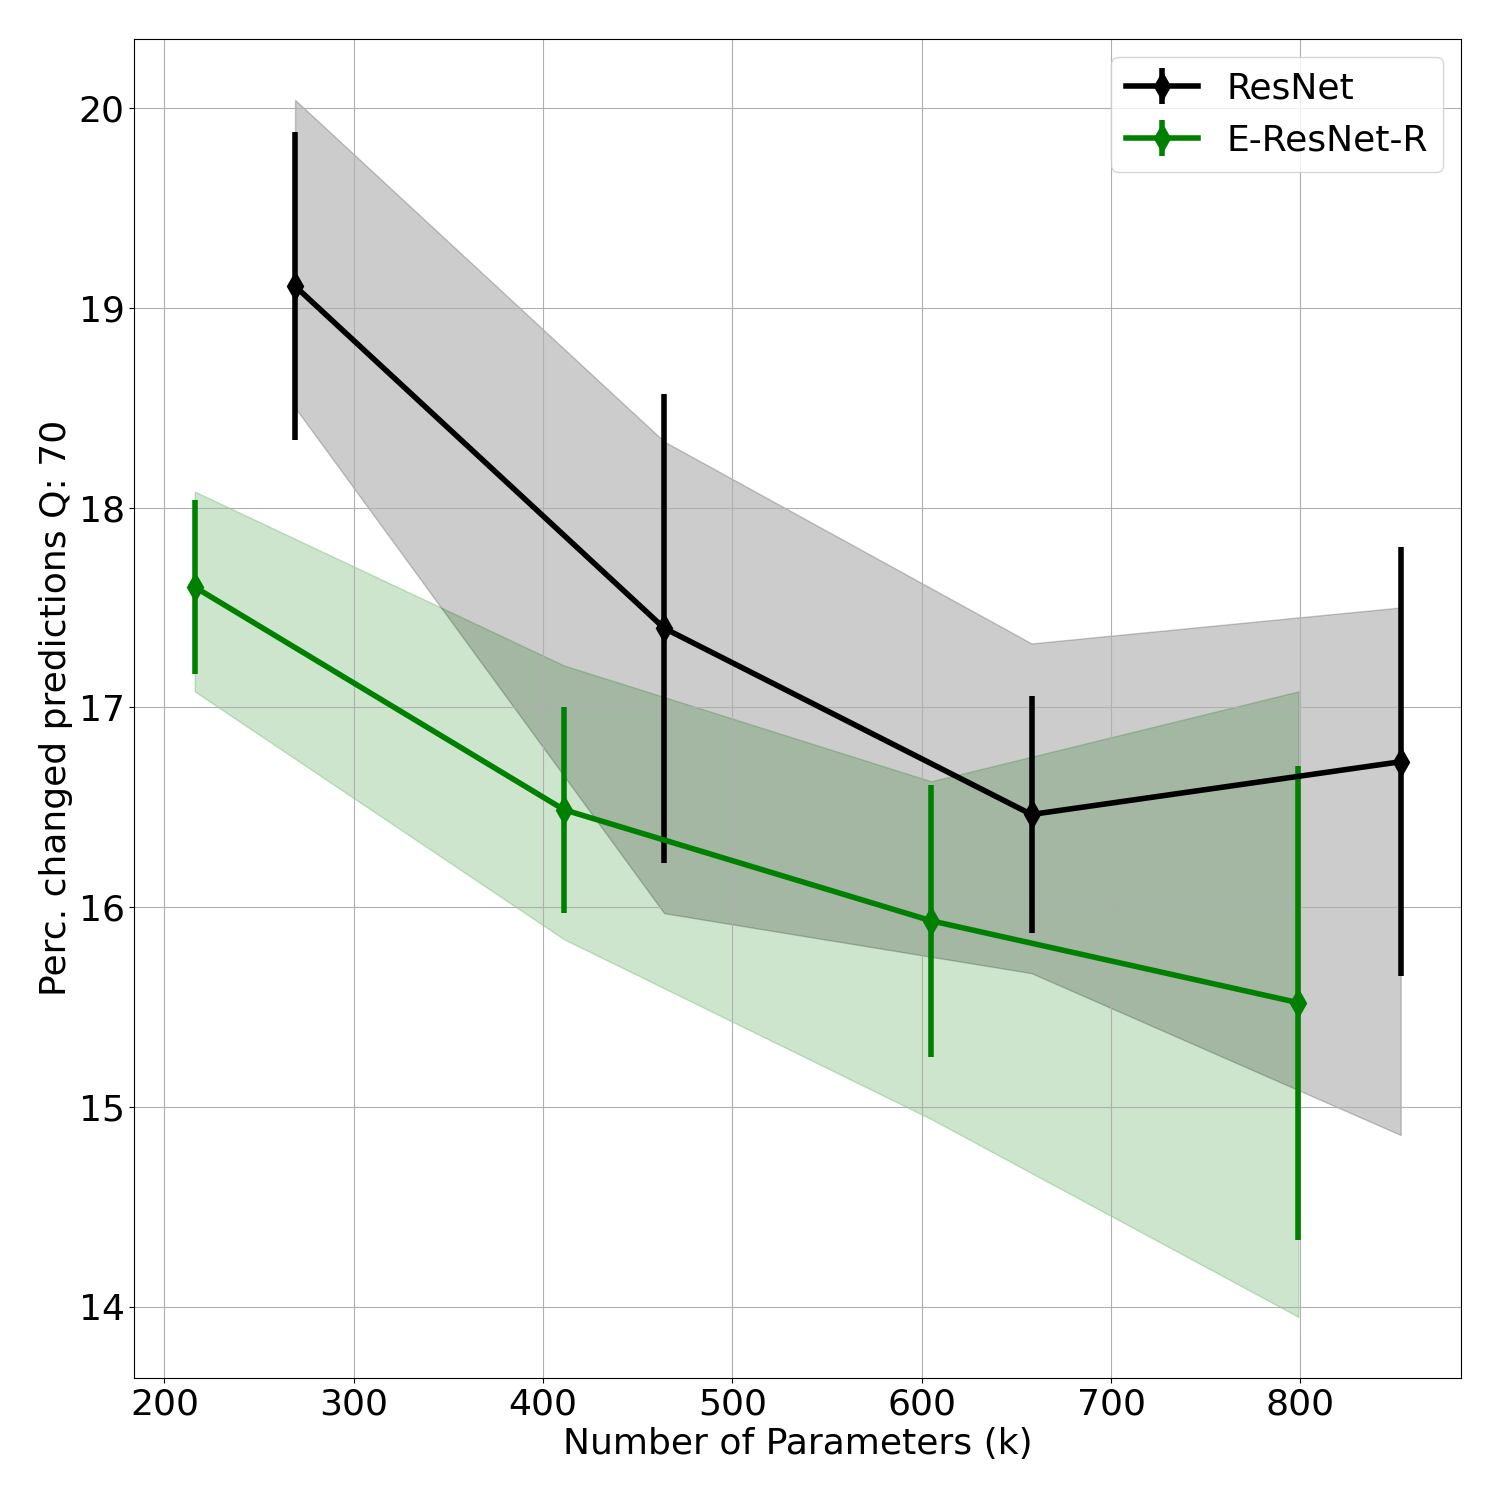 ResNet
E-ResNet-R
Perc. changed predictions Q: 70
20
19
18
17
16
15
14
200 300 400 500 600 700 800
Number of Parameters (k)